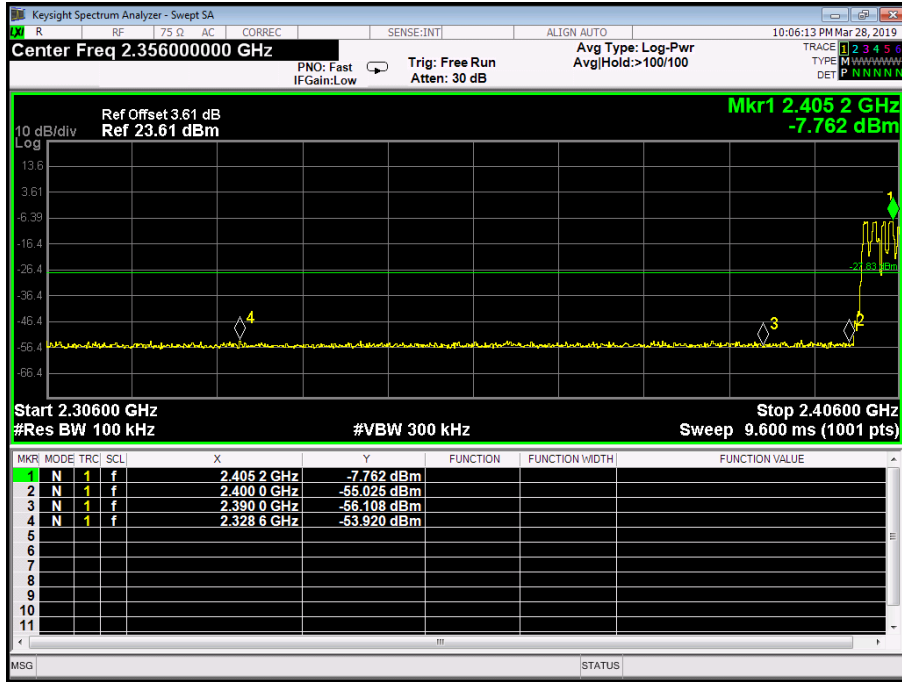 Keysight Spectrum Analyzer - Swept SA
LXI R RF 75 Ω AC CORREC SENSE:INT ALIGN AUTO 10:06:13 PM Mar 28, 2019
Center Freq 2.356000000 GHz
PNO: Fast
IFGain:Low
Trig: Free Run
Atten: 30 dB
Avg Type: Log-Pwr
Avg|Hold:>100/100
TRACE 1 2 3 4 5 6
TYPE M WWWWW
DET P N N N N N
Mkr1 2.405 2 GHz
-7.762 dBm
Ref Offset 3.61 dB
10 dB/div Ref 23.61 dBm
Log
13.6
3.61
-6.39
-16.4
-26.4
-36.4
-46.4
-56.4
-66.4
1
-27.83 dBm
4
3
2
Start 2.30600 GHz Stop 2.40600 GHz
#Res BW 100 kHz #VBW 300 kHz Sweep 9.600 ms (1001 pts)
MKR MODE TRC SCL X Y FUNCTION FUNCTION WIDTH FUNCTION VALUE
1 N 1 f 2.405 2 GHz -7.762 dBm
2 N 1 f 2.400 0 GHz -55.025 dBm
3 N 1 f 2.390 0 GHz -56.108 dBm
4 N 1 f 2.328 6 GHz -53.920 dBm
5
6
7
8
9
10
11
MSG STATUS